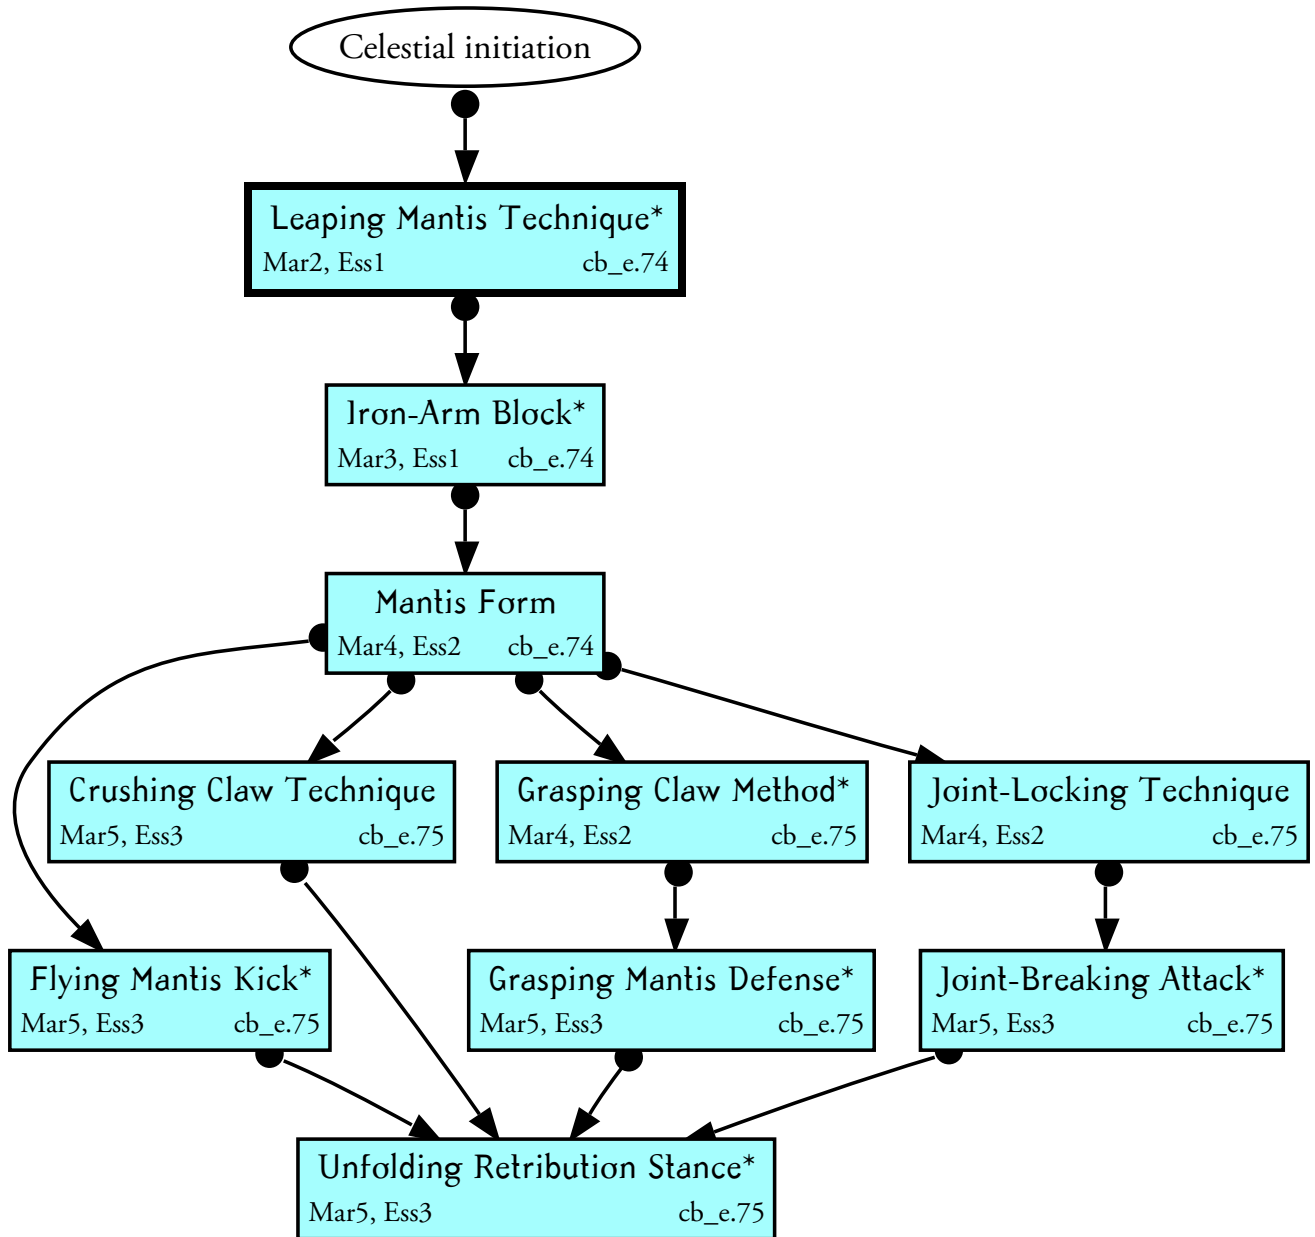 Celestial initiation
Leaping Mantis Technique*
Mar2, Ess1 cb_e.74
Iron-Arm Block*
Mar3, Ess1 cb_e.74
Mantis Form
Mar4, Ess2 cb_e.74
Crushing Claw Technique
Mar5, Ess3 cb_e.75
Grasping Claw Method*
Mar4, Ess2 cb_e.75
Joint-Locking Technique
Mar4, Ess2 cb_e.75
Flying Mantis Kick*
Mar5, Ess3 cb_e.75
Grasping Mantis Defense*
Mar5, Ess3 cb_e.75
Joint-Breaking Attack*
Mar5, Ess3 cb_e.75
Unfolding Retribution Stance*
Mar5, Ess3 cb_e.75